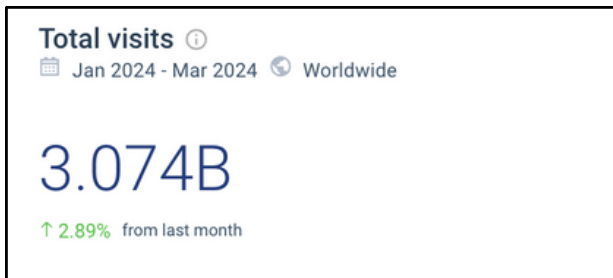 Total visits
Jan 2024 - Mar 2024 Worldwide
3.074B
↑ 2.89% from last month